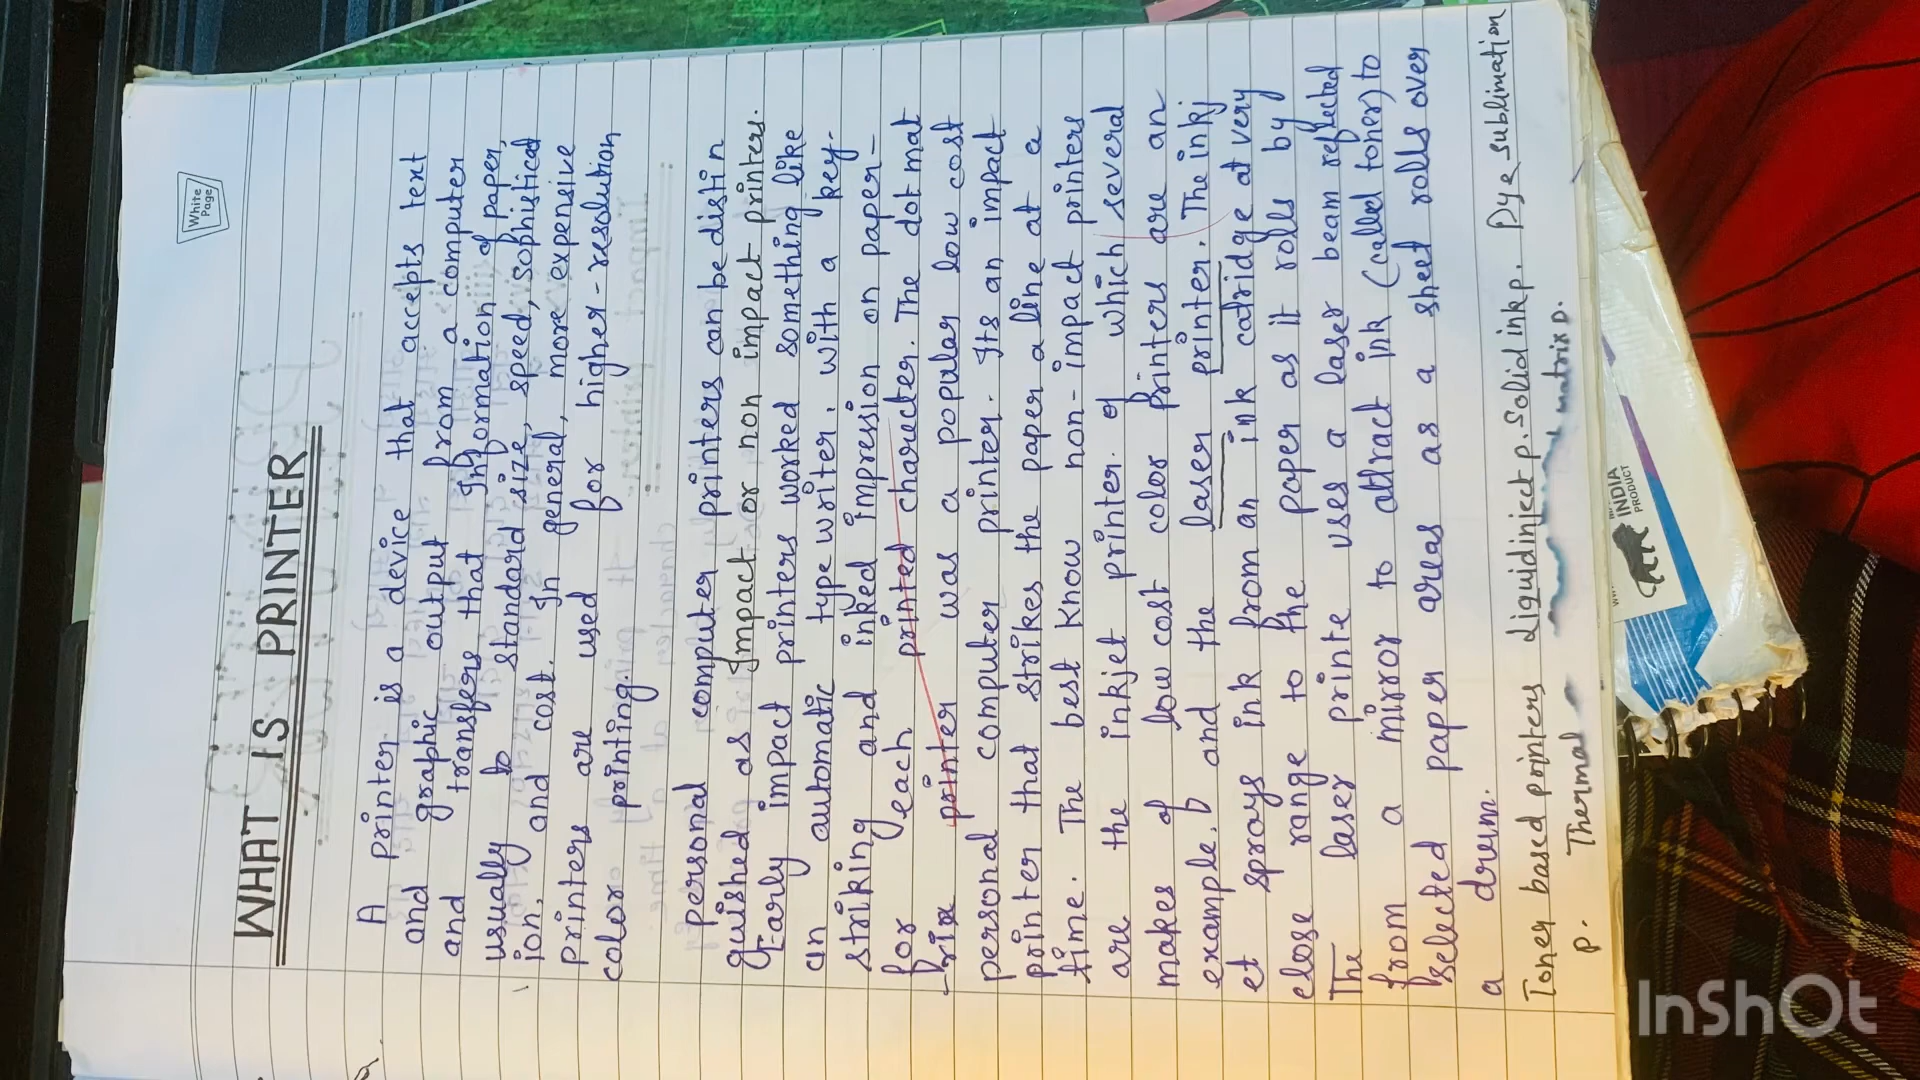 White
Page
WHAT IS PRINTER
A printer is a device that accepts text
and graphic output from a computer
and transfers that Information of paper,
usually to standard size, speed, sophistical
ion, and cost. In general, more expensive
printers are used for higher-resolution
color printing.
personal computer printers can be distin
guished as Impact or non impact printers.
Early impact printers worked something like
an automatic type writer, with a key-
striking and inked impression on paper-
for each printed charecter. The dot mat
-rix printer was a populer low cost
personal computer printer. Its an impact
printer that strikes the paper a line at a
time. The best know non-impact printers
are the inkjet printer. of which several
makes of low cost color printers are an
example. and the laser printer. The inkj
et sprays ink from an ink catridge at very
close range to the paper as it rolls by
The laser printe uses a laser beam reflected
from a mirror to attract ink (called toner) to
selected paper areas as a sheet rolls over
a drum.
Toner based printers Liquidinject p. Solid inkp. Dye_sublimation
p. Thermal matrix p.
INDIA
PRODUCT
InShOt